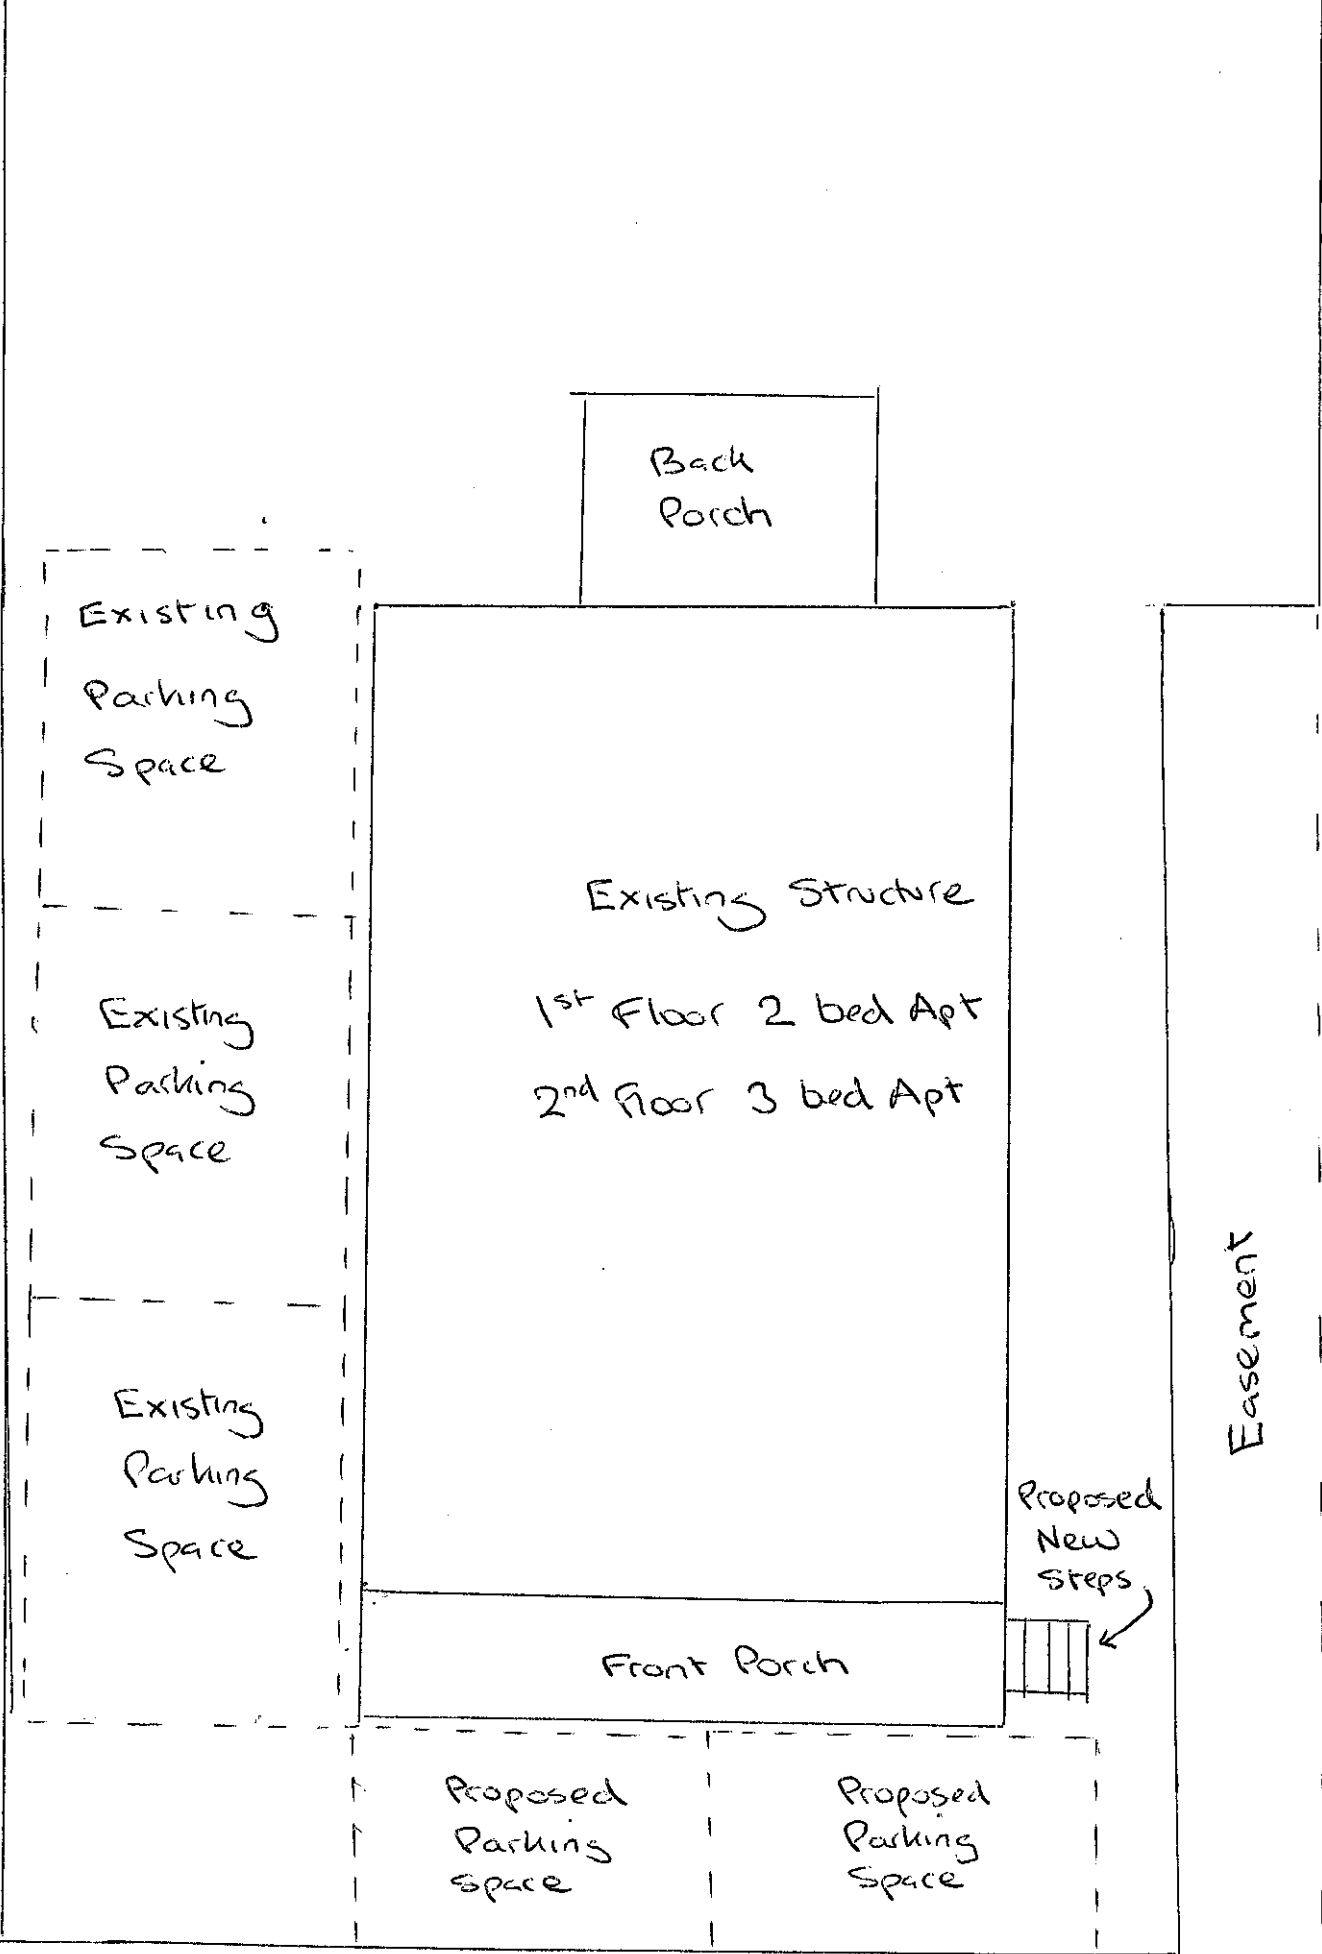 Back
Porch
Existing
Parking
Space
Existing Structure
1st Floor 2 bed Apt
2nd Floor 3 bed Apt
Existing
Parking
Space
Easement
Existing
Parking
Space
Proposed
New
Steps
Front Porch
Proposed
Parking
Space
Proposed
Parking
Space